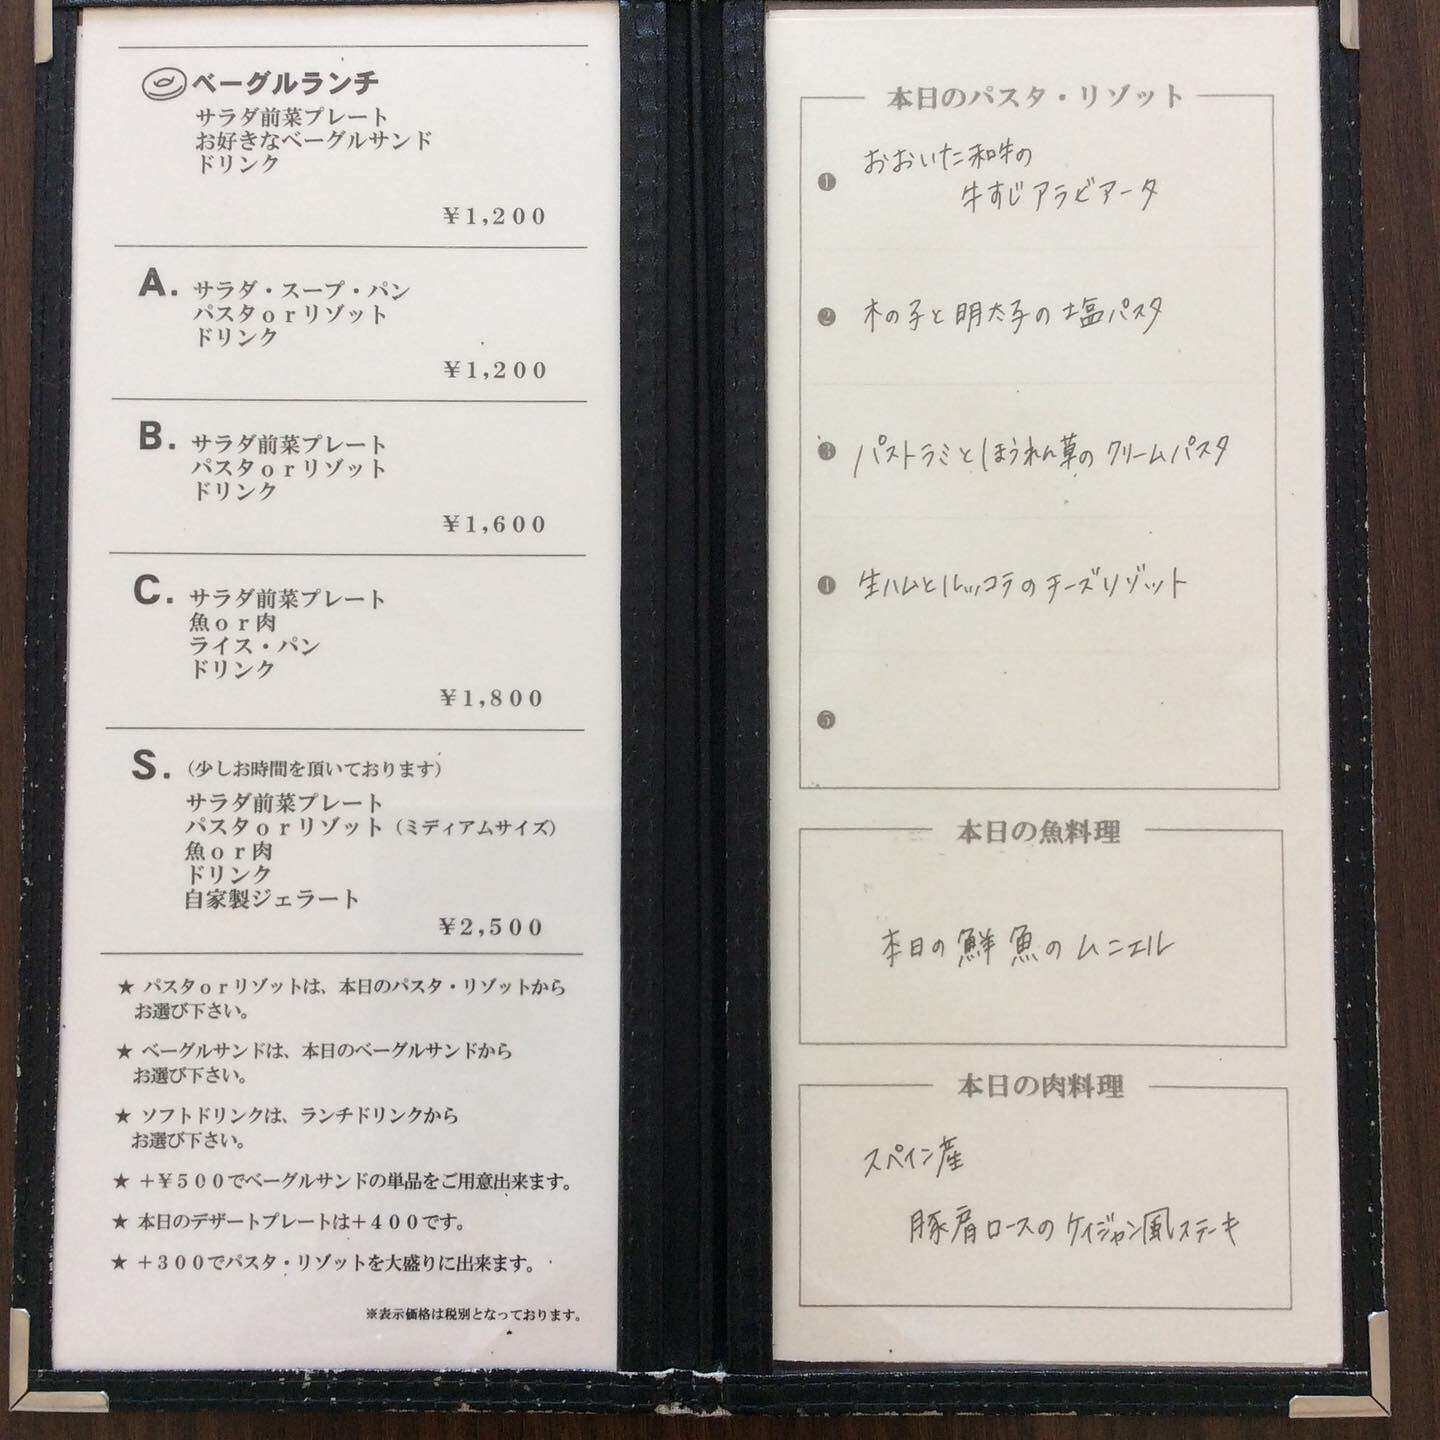 ベーグルランチ
サラダ前菜プレート
お好きなベーグルサンド
ドリンク
¥1,200
A. サラダ・スープ・パン
パスタorリゾット
ドリンク
¥1,200
B. サラダ前菜プレート
パスタorリゾット
ドリンク
¥1,600
C. サラダ前菜プレート
魚or肉
ライス・パン
ドリンク
¥1,800
S.（少しお時間を頂いております）
サラダ前菜プレート
パスタorリゾット（ミディアムサイズ）
魚or肉
ドリンク
自家製ジェラート
¥2,500
★ パスタorリゾットは、本日のパスタ・リゾットから
お選び下さい。
★ ベーグルサンドは、本日のベーグルサンドから
お選び下さい。
★ ソフトドリンクは、ランチドリンクから
お選び下さい。
★ +¥500でベーグルサンドの単品をご用意出来ます。
★ 本日のデザートプレートは+400です。
★ +300でパスタ・リゾットを大盛りに出来ます。
※表示価格は税別となっております。
本日のパスタ・リゾット
❶ おおいた和牛の
牛すじアラビアータ
❷ 木の子と明太子の塩パスタ
❸ パストラミとほうれん草のクリームパスタ
❹ 生ハムとルッコラのチーズリゾット
❺
本日の魚料理
本日の鮮魚のムニエル
本日の肉料理
スペイン産
豚肩ロースのケイジャン風ステーキ